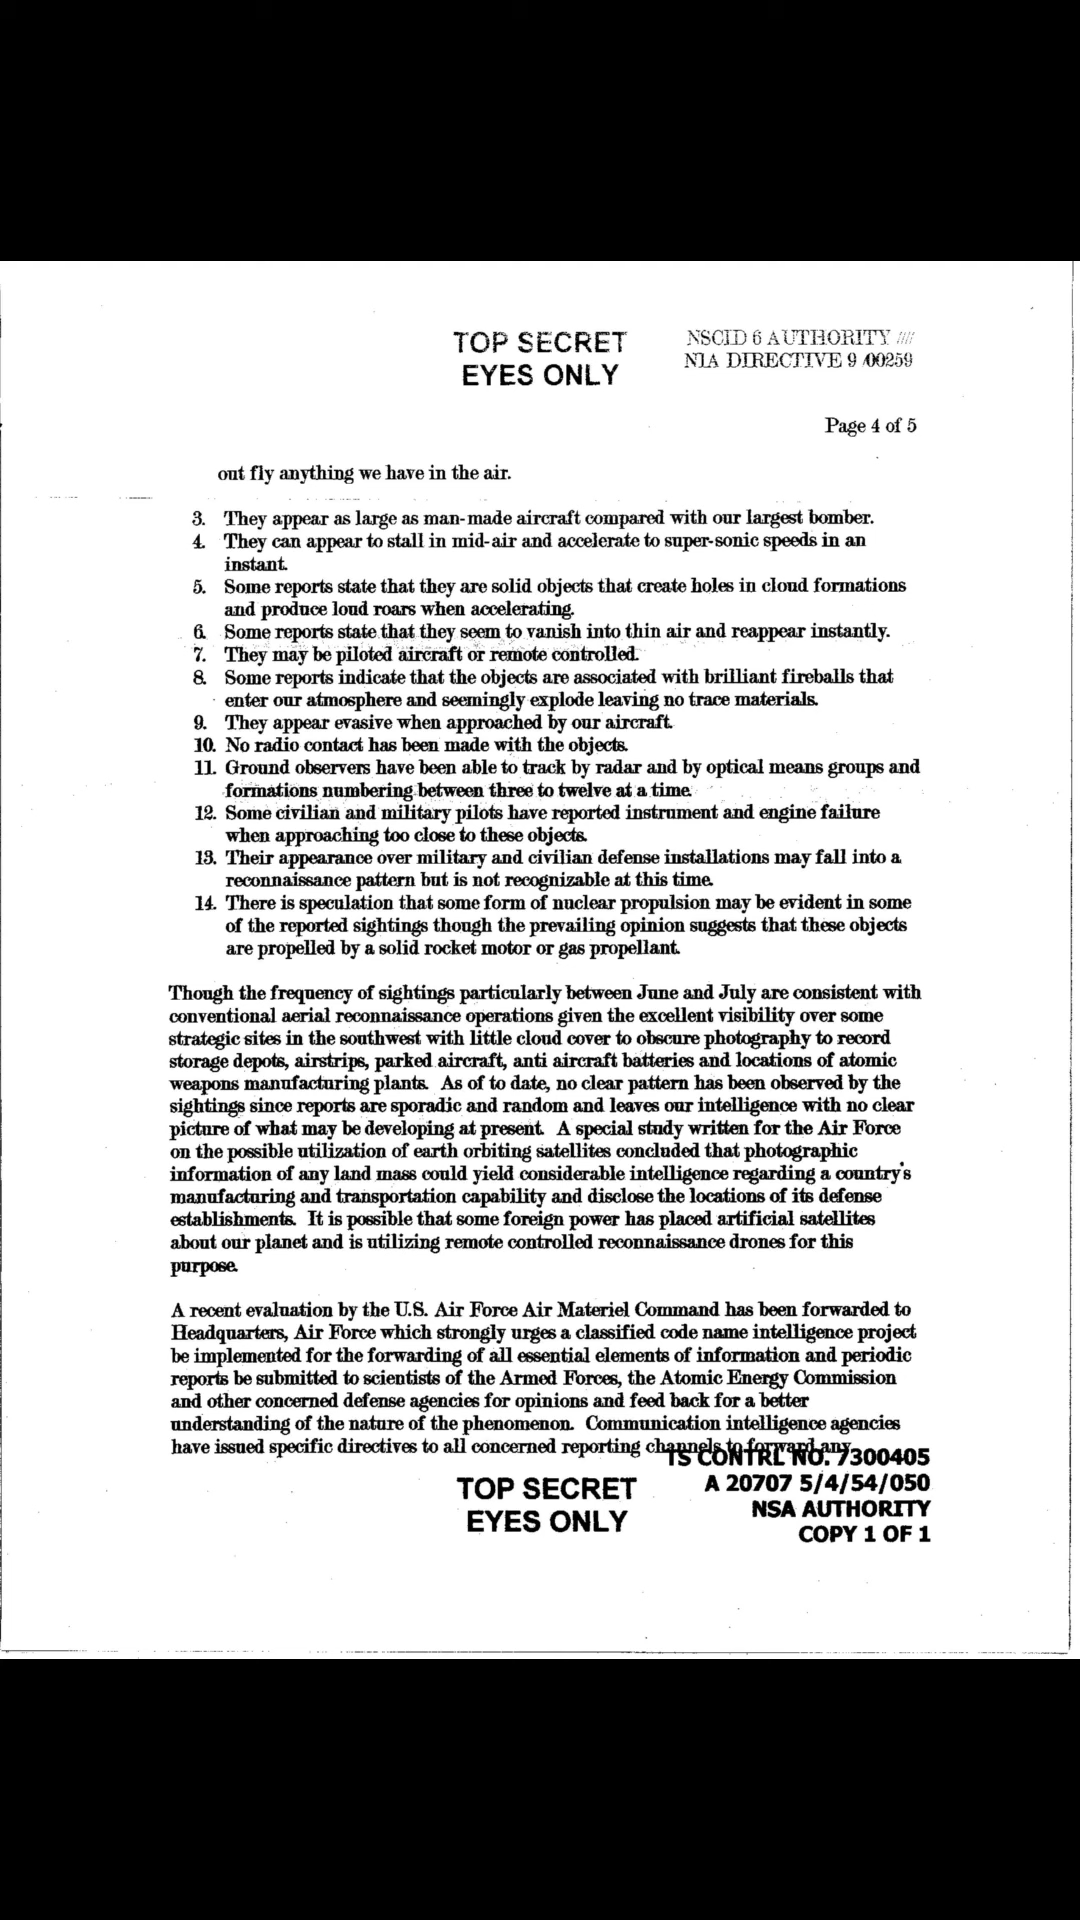 TOP SECRET
EYES ONLY
NSCID 6 AUTHORITY ///
NIA DIRECTIVE 9 /00259
Page 4 of 5
out fly anything we have in the air.
3. They appear as large as man-made aircraft compared with our largest bomber.
4. They can appear to stall in mid-air and accelerate to super-sonic speeds in an
instant.
5. Some reports state that they are solid objects that create holes in cloud formations
and produce loud roars when accelerating.
6. Some reports state that they seem to vanish into thin air and reappear instantly.
7. They may be piloted aircraft or remote controlled.
8. Some reports indicate that the objects are associated with brilliant fireballs that
enter our atmosphere and seemingly explode leaving no trace materials.
9. They appear evasive when approached by our aircraft.
10. No radio contact has been made with the objects.
11. Ground observers have been able to track by radar and by optical means groups and
formations numbering between three to twelve at a time.
12. Some civilian and military pilots have reported instrument and engine failure
when approaching too close to these objects.
13. Their appearance over military and civilian defense installations may fall into a
reconnaissance pattern but is not recognizable at this time.
14. There is speculation that some form of nuclear propulsion may be evident in some
of the reported sightings though the prevailing opinion suggests that these objects
are propelled by a solid rocket motor or gas propellant.
Though the frequency of sightings particularly between June and July are consistent with
conventional aerial reconnaissance operations given the excellent visibility over some
strategic sites in the southwest with little cloud cover to obscure photography to record
storage depots, airstrips, parked aircraft, anti aircraft batteries and locations of atomic
weapons manufacturing plants. As of to date, no clear pattern has been observed by the
sightings since reports are sporadic and random and leaves our intelligence with no clear
picture of what may be developing at present. A special study written for the Air Force
on the possible utilization of earth orbiting satellites concluded that photographic
information of any land mass could yield considerable intelligence regarding a country's
manufacturing and transportation capability and disclose the locations of its defense
establishments. It is possible that some foreign power has placed artificial satellites
about our planet and is utilizing remote controlled reconnaissance drones for this
purpose.
A recent evaluation by the U.S. Air Force Air Materiel Command has been forwarded to
Headquarters, Air Force which strongly urges a classified code name intelligence project
be implemented for the forwarding of all essential elements of information and periodic
reports be submitted to scientists of the Armed Forces, the Atomic Energy Commission
and other concerned defense agencies for opinions and feed back for a better
understanding of the nature of the phenomenon. Communication intelligence agencies
have issued specific directives to all concerned reporting channels to forward any
TS CONTRL NO. 7300405
TOP SECRET
EYES ONLY
A 20707 5/4/54/050
NSA AUTHORITY
COPY 1 OF 1